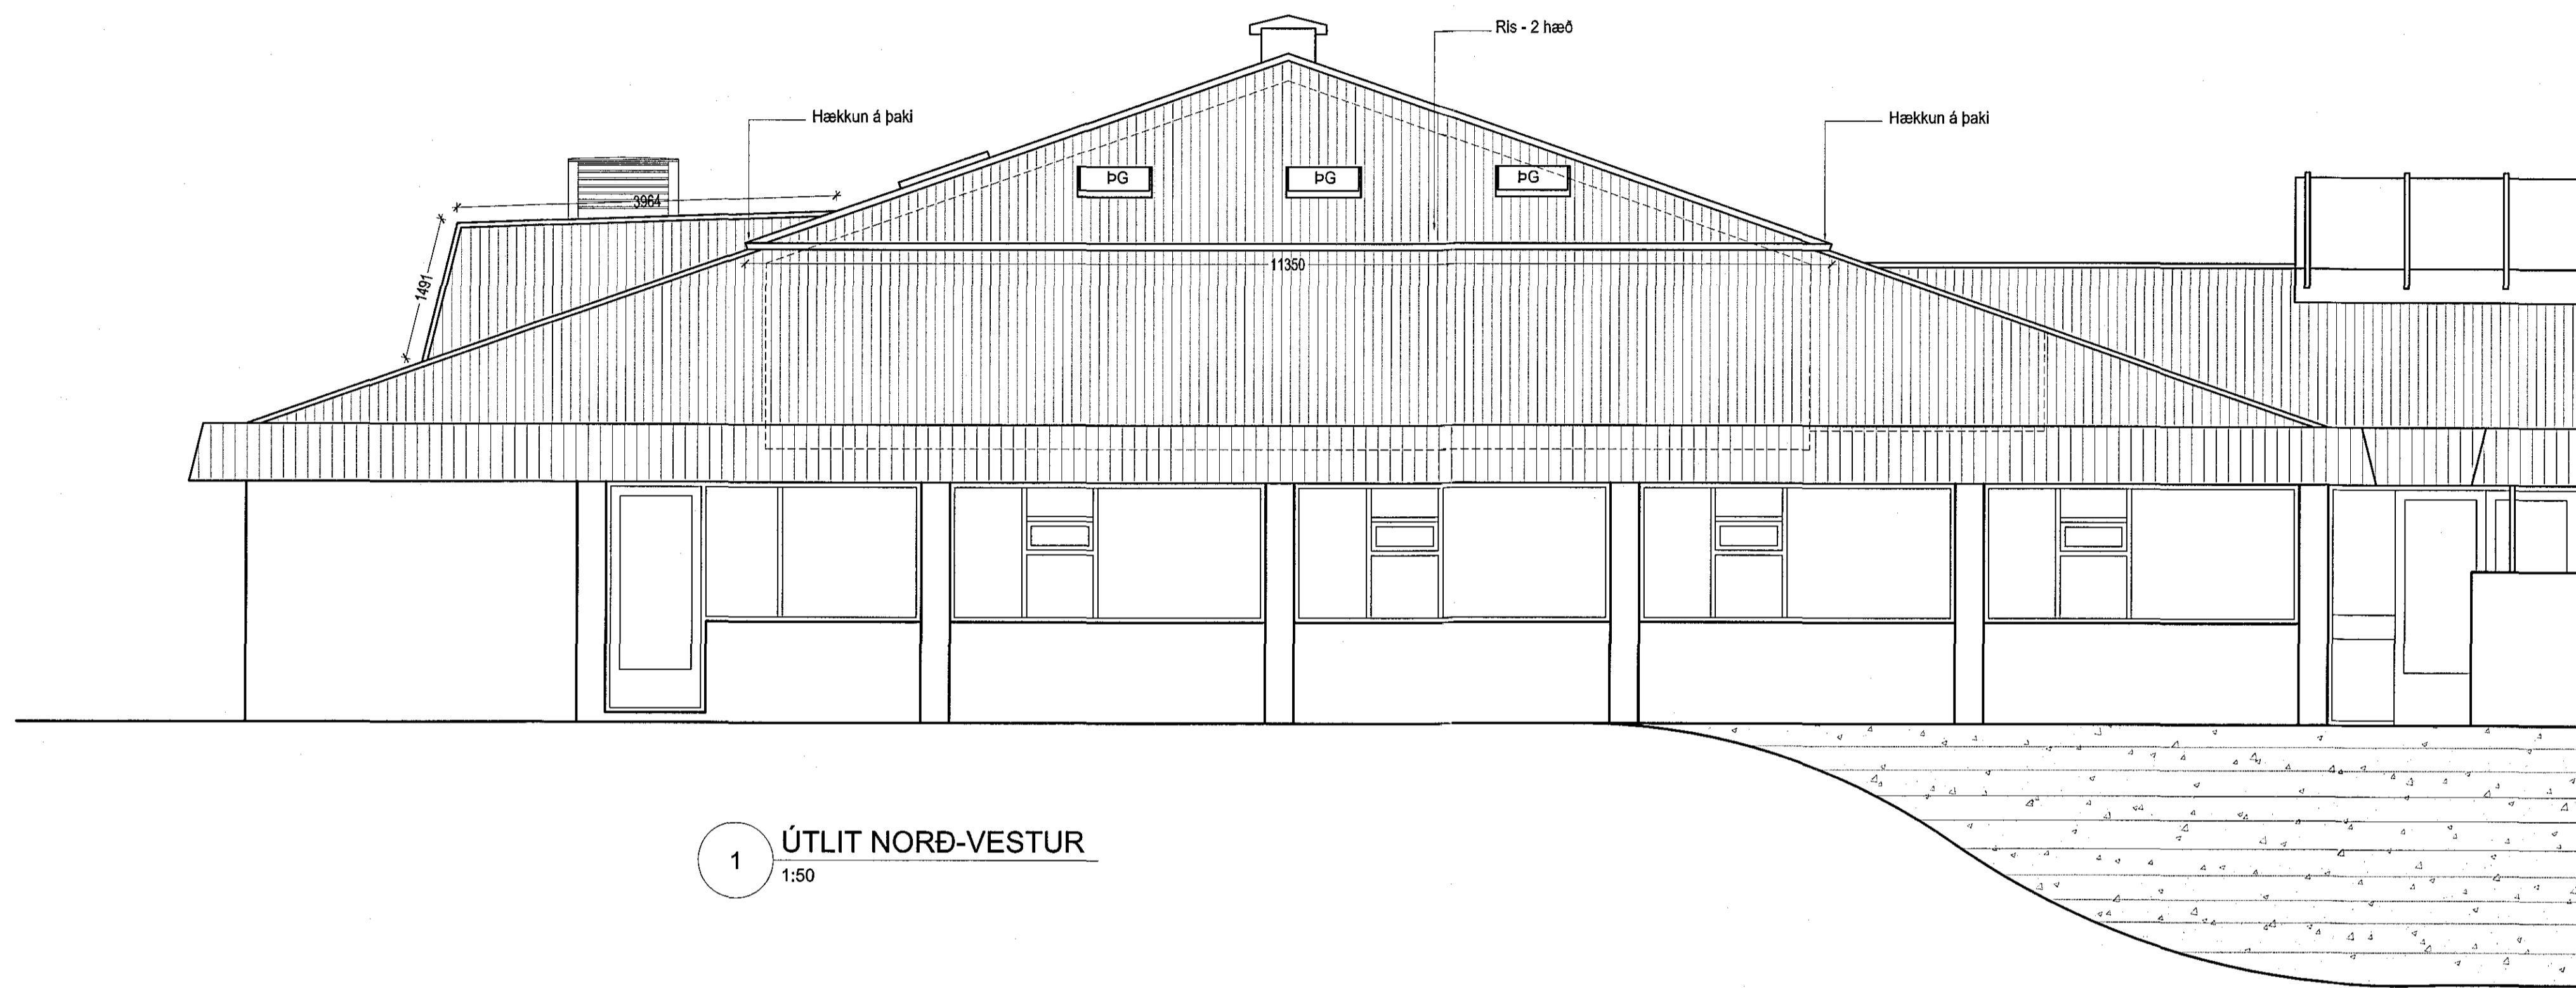 Ris - 2 hæð
Hækkun á þaki
Hækkun á þaki
ÞG
ÞG
ÞG
3964
1491
11350
1
ÚTLIT NORÐ-VESTUR
1:50